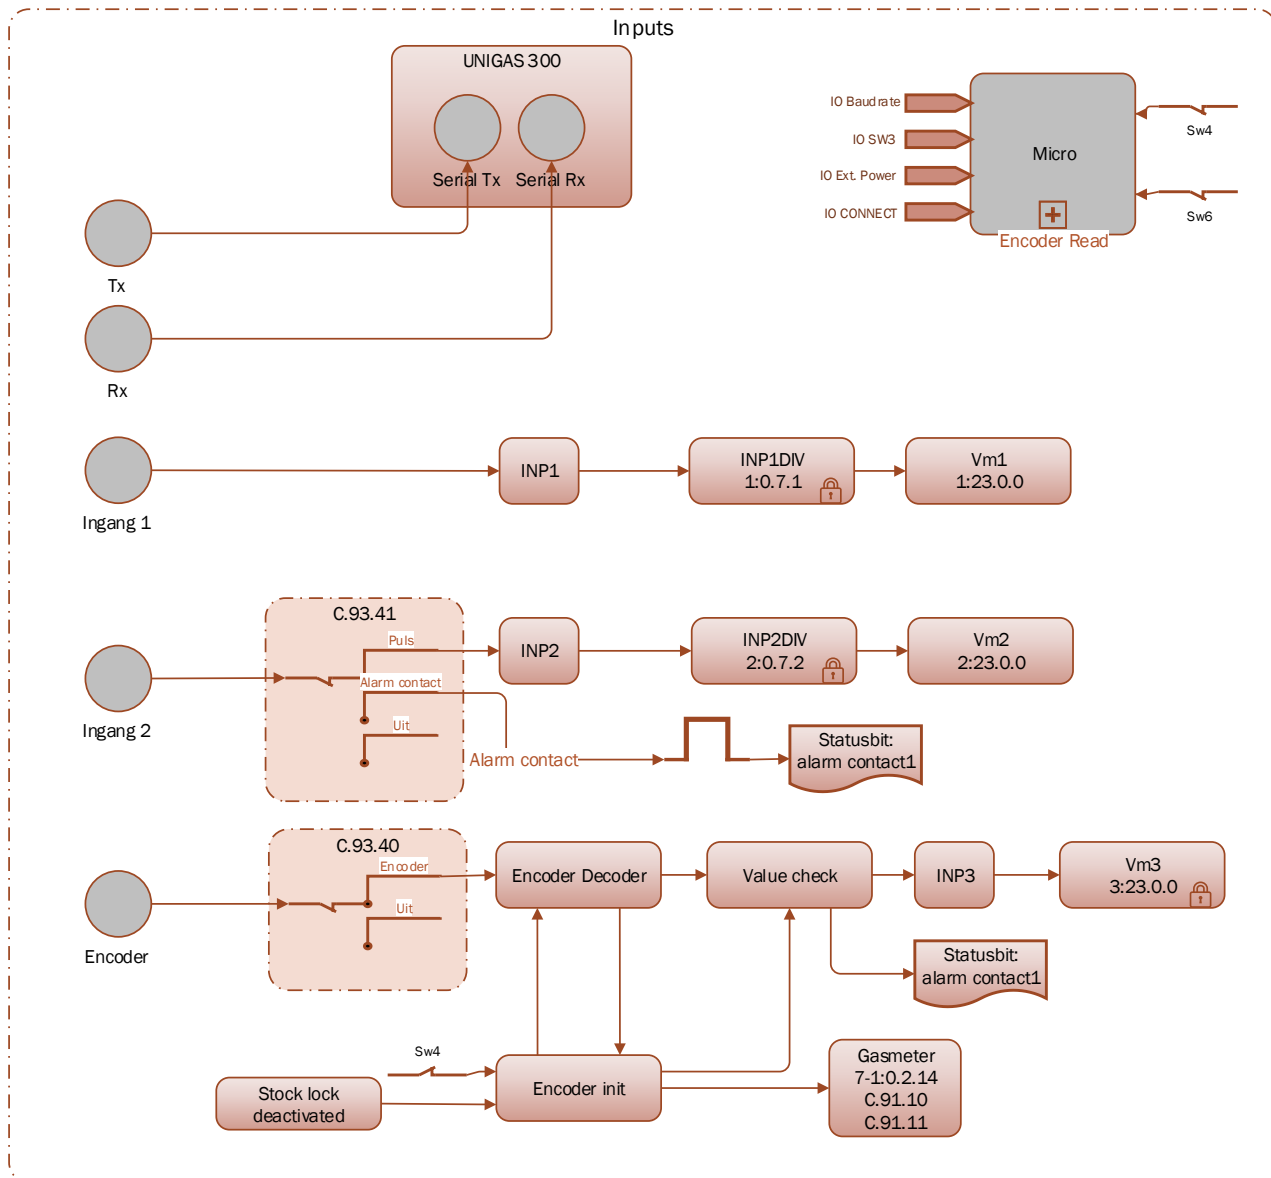 Inputs
UNIGAS 300
Serial Tx
Serial Rx
IO Baudrate
IO SW3
IO Ext. Power
IO CONNECT
Micro
Encoder Read
Sw4
Sw6
Tx
Rx
Ingang 1
INP1
INP1DIV
1:0.7.1
Vm1
1:23.0.0
Ingang 2
C.93.41
Puls
Alarm contact
Uit
INP2
INP2DIV
2:0.7.2
Vm2
2:23.0.0
Alarm contact
Statusbit:
alarm contact1
Encoder
C.93.40
Encoder
Uit
Encoder Decoder
Value check
INP3
Vm3
3:23.0.0
Statusbit:
alarm contact1
Sw4
Stock lock
deactivated
Encoder init
Gasmeter
7-1:0.2.14
C.91.10
C.91.11